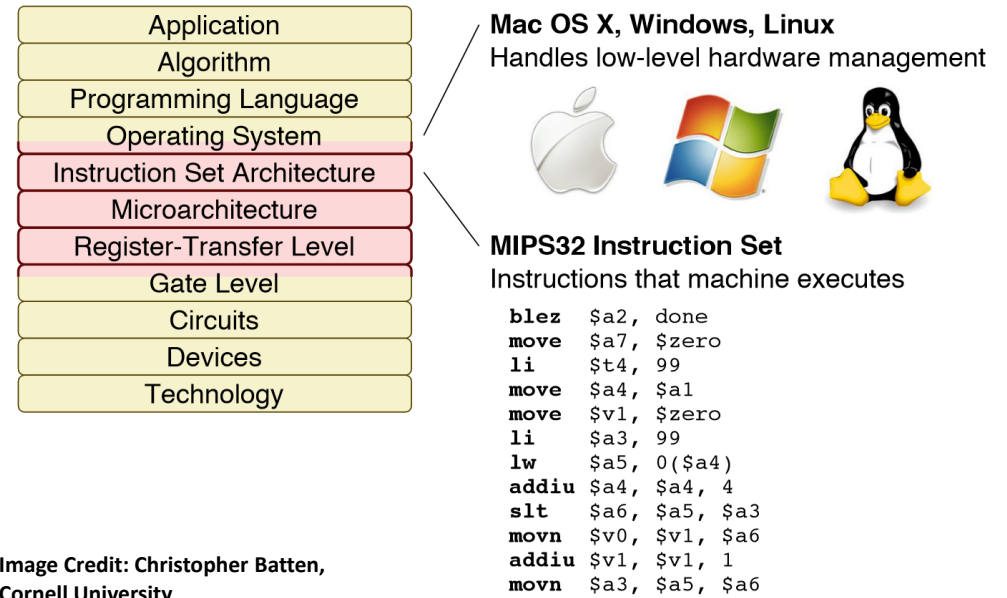 Application
Algorithm
Programming Language
Operating System
Instruction Set Architecture
Microarchitecture
Register-Transfer Level
Gate Level
Circuits
Devices
Technology
Mac OS X, Windows, Linux
Handles low-level hardware management
MIPS32 Instruction Set
Instructions that machine executes
blez $a2, done
move $a7, $zero
li $t4, 99
move $a4, $a1
move $v1, $zero
li $a3, 99
lw $a5, 0($a4)
addiu $a4, $a4, 4
slt $a6, $a5, $a3
movn $v0, $v1, $a6
addiu $v1, $v1, 1
movn $a3, $a5, $a6
Image Credit: Christopher Batten,
Cornell University